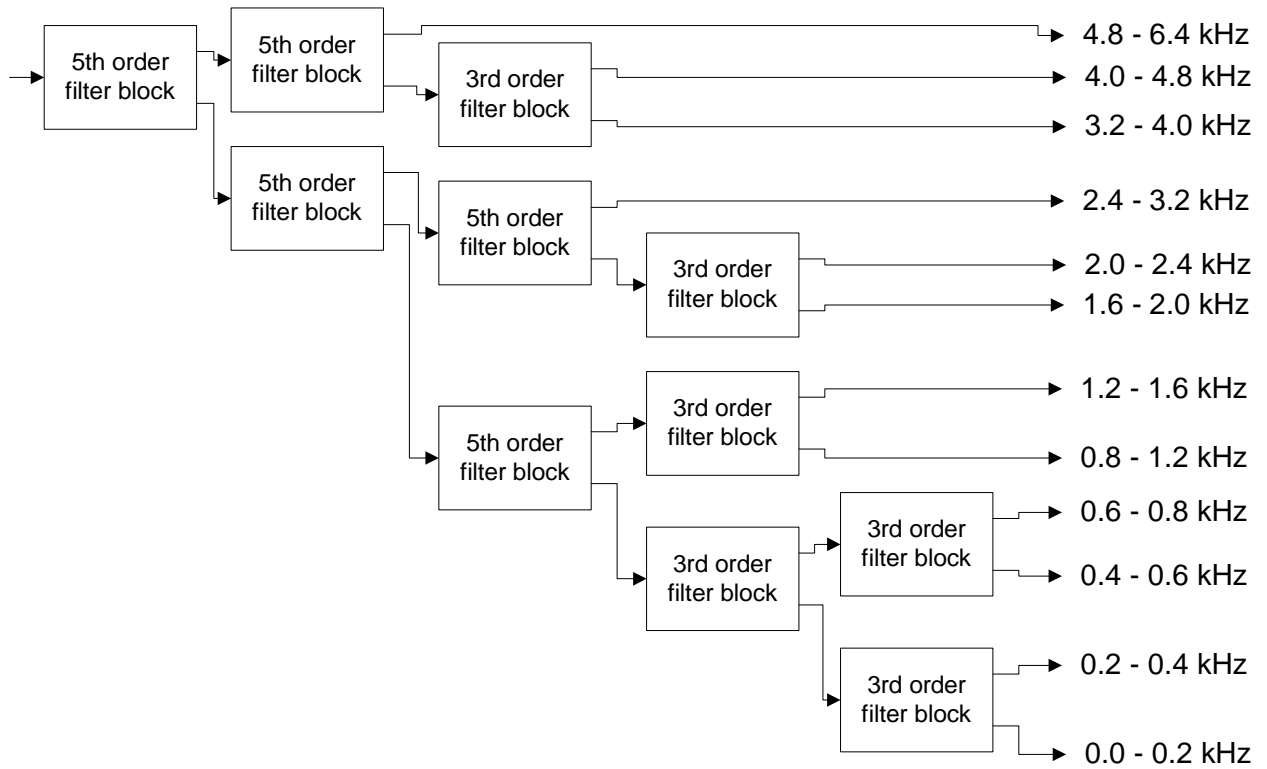 5th order
filter block
5th order
filter block
4.8 - 6.4 kHz
3rd order
filter block
4.0 - 4.8 kHz
3.2 - 4.0 kHz
5th order
filter block
5th order
filter block
2.4 - 3.2 kHz
3rd order
filter block
2.0 - 2.4 kHz
1.6 - 2.0 kHz
5th order
filter block
3rd order
filter block
1.2 - 1.6 kHz
0.8 - 1.2 kHz
3rd order
filter block
3rd order
filter block
0.6 - 0.8 kHz
0.4 - 0.6 kHz
3rd order
filter block
0.2 - 0.4 kHz
0.0 - 0.2 kHz